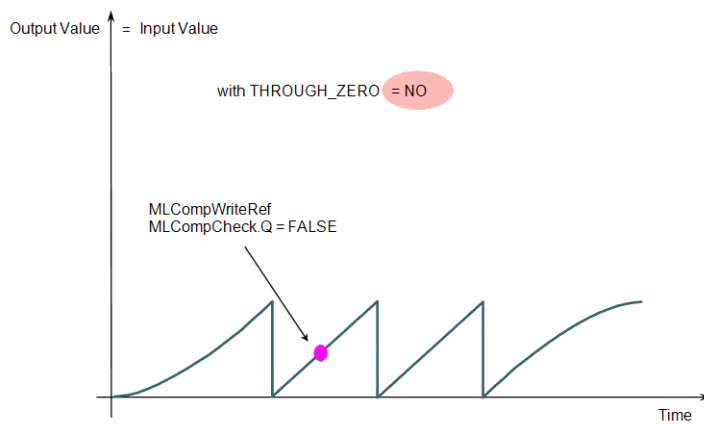 Output Value = Input Value
with THROUGH_ZERO = NO
MLCompWriteRef
MLCompCheck.Q = FALSE
Time